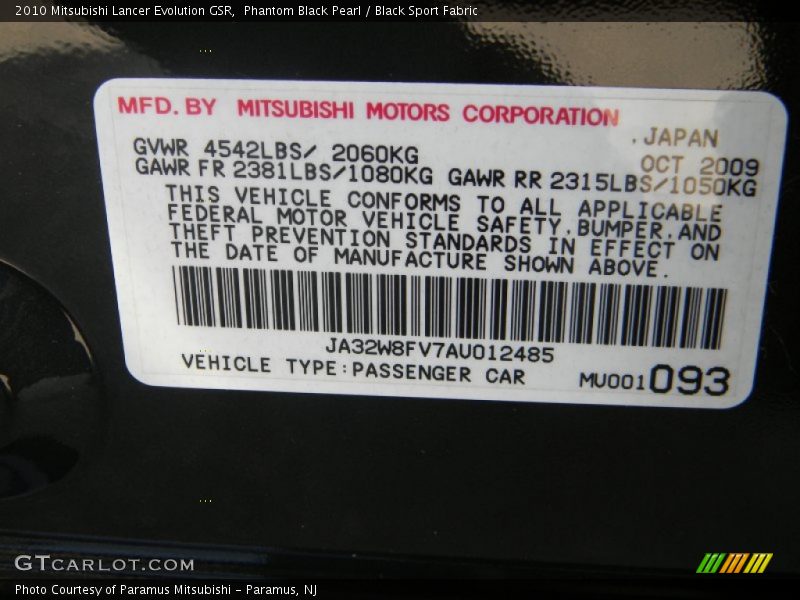 2010 Mitsubishi Lancer Evolution GSR,  Phantom Black Pearl / Black Sport Fabric
MFD. BY MITSUBISHI MOTORS CORPORATION
.JAPAN
GVWR 4542LBS/ 2060KG
OCT 2009
GAWR FR 2381LBS/1080KG GAWR RR 2315LBS/1050KG
THIS VEHICLE CONFORMS TO ALL APPLICABLE
FEDERAL MOTOR VEHICLE SAFETY,BUMPER,AND
THEFT PREVENTION STANDARDS IN EFFECT ON
THE DATE OF MANUFACTURE SHOWN ABOVE.
JA32W8FV7AU012485
VEHICLE TYPE:PASSENGER CAR
MU001093
GTCARLOT.COM
Photo Courtesy of Paramus Mitsubishi - Paramus, NJ